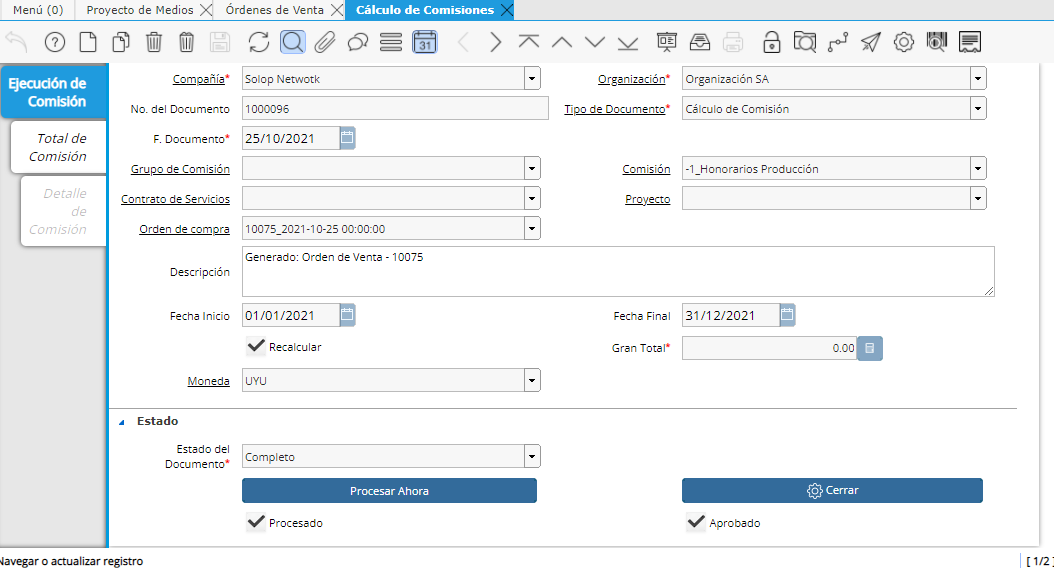 Menú (0) Proyecto de Medios Órdenes de Venta Cálculo de Comisiones
31
Ejecución de
Comisión
Total de
Comisión
Detalle
de
Comisión
Compañía* Solop Netwotk Organización* Organización SA
No. del Documento 1000096 Tipo de Documento* Cálculo de Comisión
F. Documento* 25/10/2021
Grupo de Comisión Comisión -1_Honorarios Producción
Contrato de Servicios Proyecto
Orden de compra 10075_2021-10-25 00:00:00
Descripción Generado: Orden de Venta - 10075
Fecha Inicio 01/01/2021 Fecha Final 31/12/2021
Recalcular Gran Total* 0.00
Moneda UYU
Estado
Estado del
Documento* Completo
Procesar Ahora Cerrar
Procesado Aprobado
Navegar o actualizar registro [ 1/2 ]